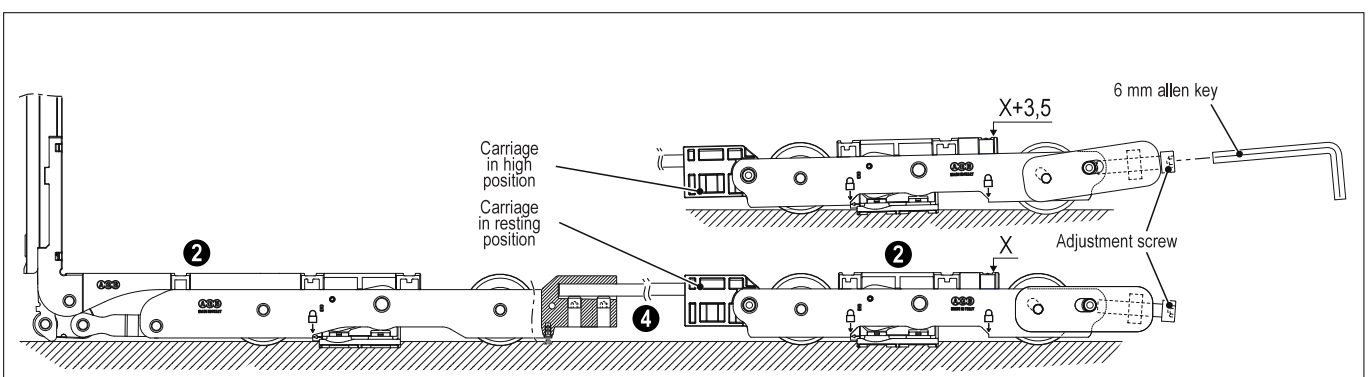 6 mm allen key
X+3,5
Carriage
in high
position
Carriage
in resting
position
2
2
X
Adjustment screw
4